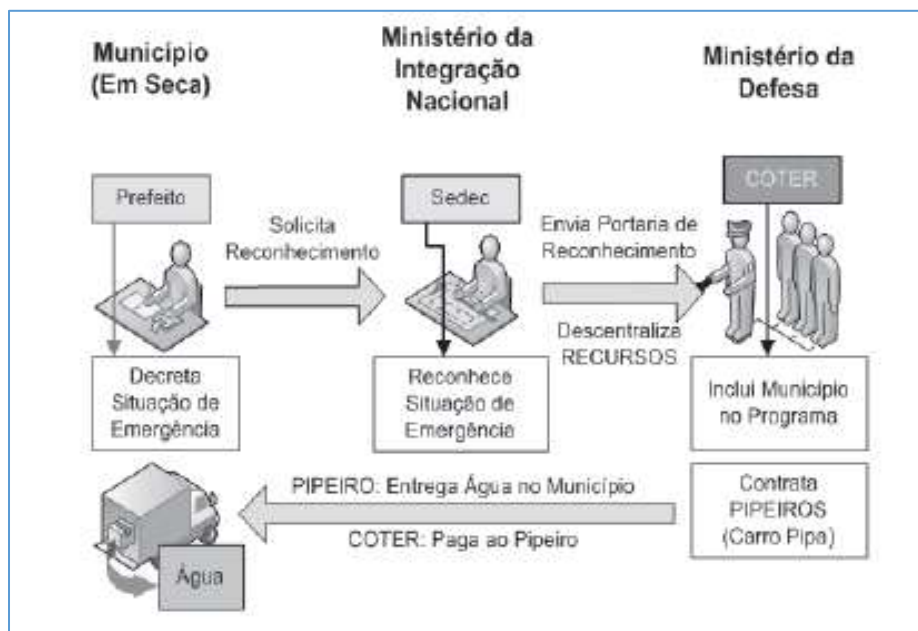 Município
(Em Seca)
Ministério da
Integração
Nacional
Ministério da
Defesa
Prefeito
Sedec
COTER
Solicita
Reconhecimento
Envia Portaria de
Reconhecimento
Descentraliza
RECURSOS
Decreta
Situação de
Emergência
Reconhece
Situação de
Emergência
Inclui Município
no Programa
PIPEIRO: Entrega Água no Município
COTER: Paga ao Pipeiro
Contrata
PIPEIROS
(Carro Pipa)
Água